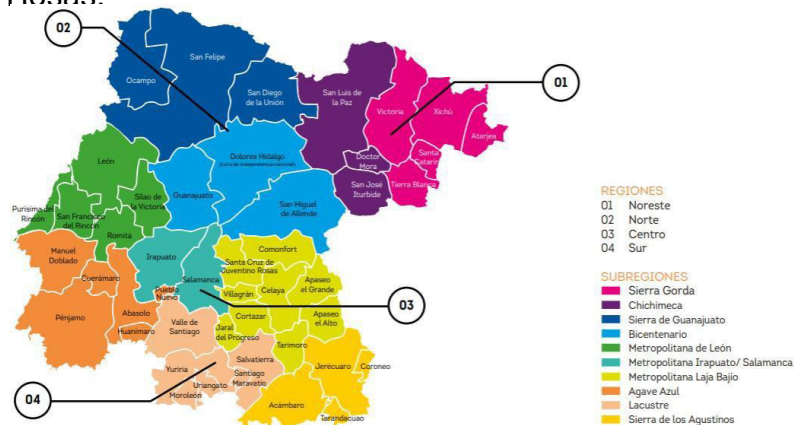 02
01
San Felipe
Ocampo
San Diego
de la Unión
San Luis de
la Paz
Victoria
Xichú
Atarjea
León
Dolores Hidalgo
Doctor
Mora
Santa
Catarin
Guanajuato
San José
Iturbide
Tierra Blanca
Silao de
la Victoria
Purísima del
Rincón
San Francisco
del Rincón
San Miguel
de Allende
Romita
Manuel
Doblado
Irapuato
Comonfort
Santa Cruz de
Juventino Rosas
Cuerámaro
Salamanca
Apaseo
el Grande
Pueblo
Nuevo
Villagrán
Celaya
03
Pénjamo
Abasolo
Valle de
Santiago
Cortazar
Apaseo
el Alto
Huanímaro
Jaral
del Progreso
Tarimoro
Salvatierra
Jerécuaro
Coroneo
Yuriria
Santiago
Maravatío
Uriangato
Moroleón
04
Acámbaro
Tarandacuao
REGIONES
01 Noreste
02 Norte
03 Centro
04 Sur
SUBREGIONES
Sierra Gorda
Chichimeca
Sierra de Guanajuato
Bicentenario
Metropolitana de León
Metropolitana Irapuato/ Salamanca
Metropolitana Laja Bajío
Agave Azul
Lacustre
Sierra de los Agustinos